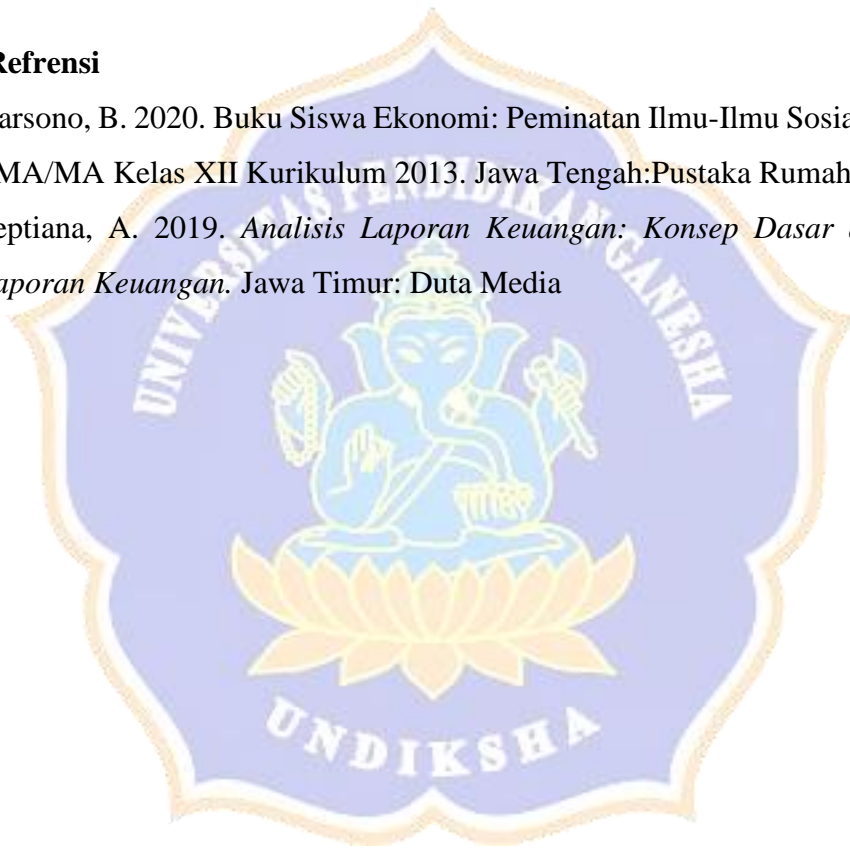 Refrensi
arsono, B. 2020. Buku Siswa Ekonomi: Peminatan Ilmu-Ilmu Sosia
MA/MA Kelas XII Kurikulum 2013. Jawa Tengah:Pustaka Rumah
eptiana, A. 2019. Analisis Laporan Keuangan: Konsep Dasar
aporan Keuangan. Jawa Timur: Duta Media
UNIVERSITAS PENDIDIKAN GANESHA
UNDIKSHA